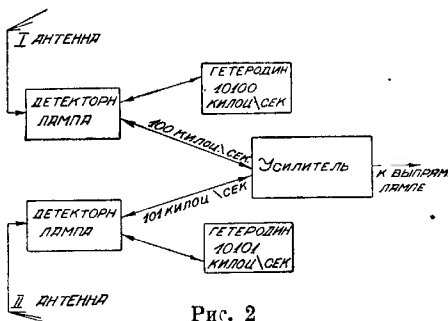 I АНТЕННА
ДЕТЕКТОРН
ЛАМПА
ГЕТЕРОДИН
10100
КИЛОЦ\СЕК
100 КИЛОЦ\СЕК
УСИЛИТЕЛЬ
К ВЫПРЯМ
ЛАМПЕ
101 КИЛОЦ\СЕК
ДЕТЕКТОРН
ЛАМПА
ГЕТЕРОДИН
10101
КИЛОЦ\СЕК
II АНТЕННА
Рис. 2